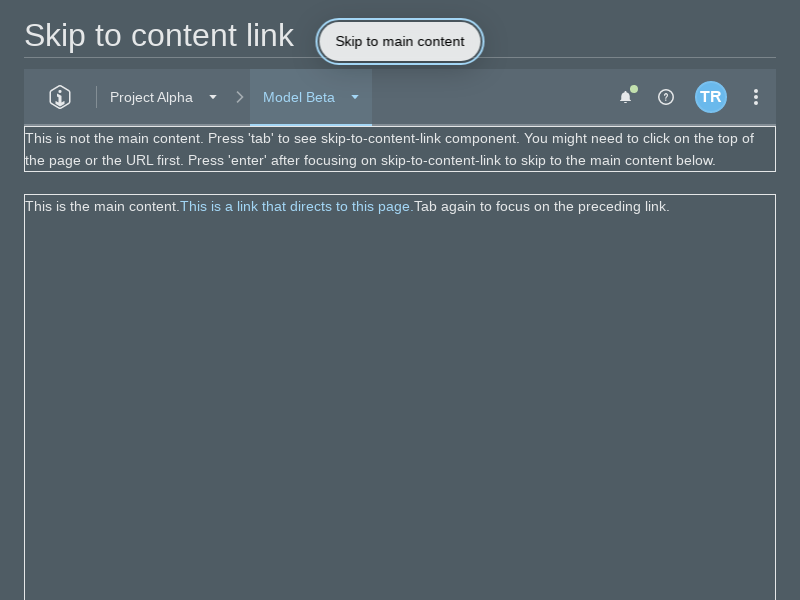 Skip to content link
Skip to main content
Project Alpha
Model Beta
TR
This is not the main content. Press 'tab' to see skip-to-content-link component. You might need to click on the top of
the page or the URL first. Press 'enter' after focusing on skip-to-content-link to skip to the main content below.
This is the main content.This is a link that directs to this page.Tab again to focus on the preceding link.